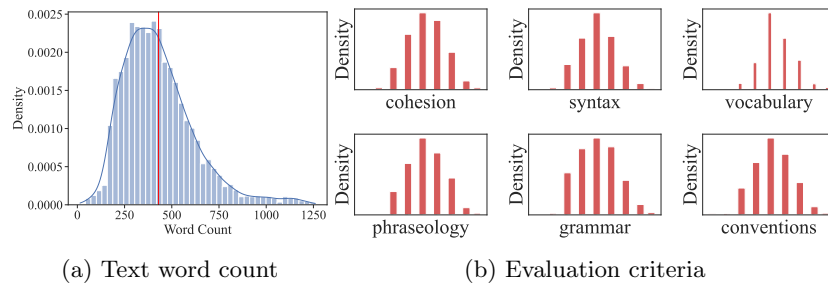 0.0025
0.0020
0.0015
0.0010
0.0005
0.0000
Density
0 250 500 750 1000 1250
Word Count
(a) Text word count
Density Density Density
cohesion syntax vocabulary
Density Density Density
phraseology grammar conventions
(b) Evaluation criteria